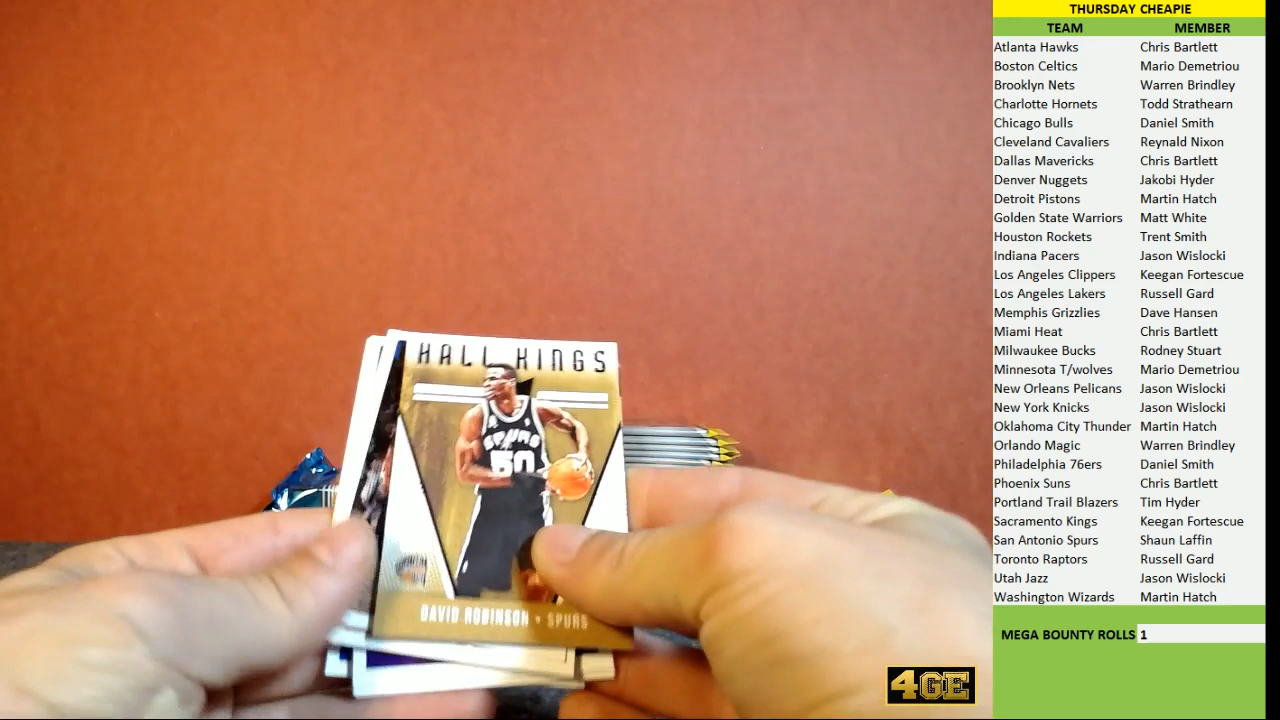 HALL KINGS
SPURS
50
DAVID ROBINSON • SPURS
4GE
THURSDAY CHEAPIE
TEAM MEMBER
Atlanta Hawks Chris Bartlett
Boston Celtics Mario Demetriou
Brooklyn Nets Warren Brindley
Charlotte Hornets Todd Strathearn
Chicago Bulls Daniel Smith
Cleveland Cavaliers Reynald Nixon
Dallas Mavericks Chris Bartlett
Denver Nuggets Jakobi Hyder
Detroit Pistons Martin Hatch
Golden State Warriors Matt White
Houston Rockets Trent Smith
Indiana Pacers Jason Wislocki
Los Angeles Clippers Keegan Fortescue
Los Angeles Lakers Russell Gard
Memphis Grizzlies Dave Hansen
Miami Heat Chris Bartlett
Milwaukee Bucks Rodney Stuart
Minnesota T/wolves Mario Demetriou
New Orleans Pelicans Jason Wislocki
New York Knicks Jason Wislocki
Oklahoma City Thunder Martin Hatch
Orlando Magic Warren Brindley
Philadelphia 76ers Daniel Smith
Phoenix Suns Chris Bartlett
Portland Trail Blazers Tim Hyder
Sacramento Kings Keegan Fortescue
San Antonio Spurs Shaun Laffin
Toronto Raptors Russell Gard
Utah Jazz Jason Wislocki
Washington Wizards Martin Hatch
MEGA BOUNTY ROLLS 1